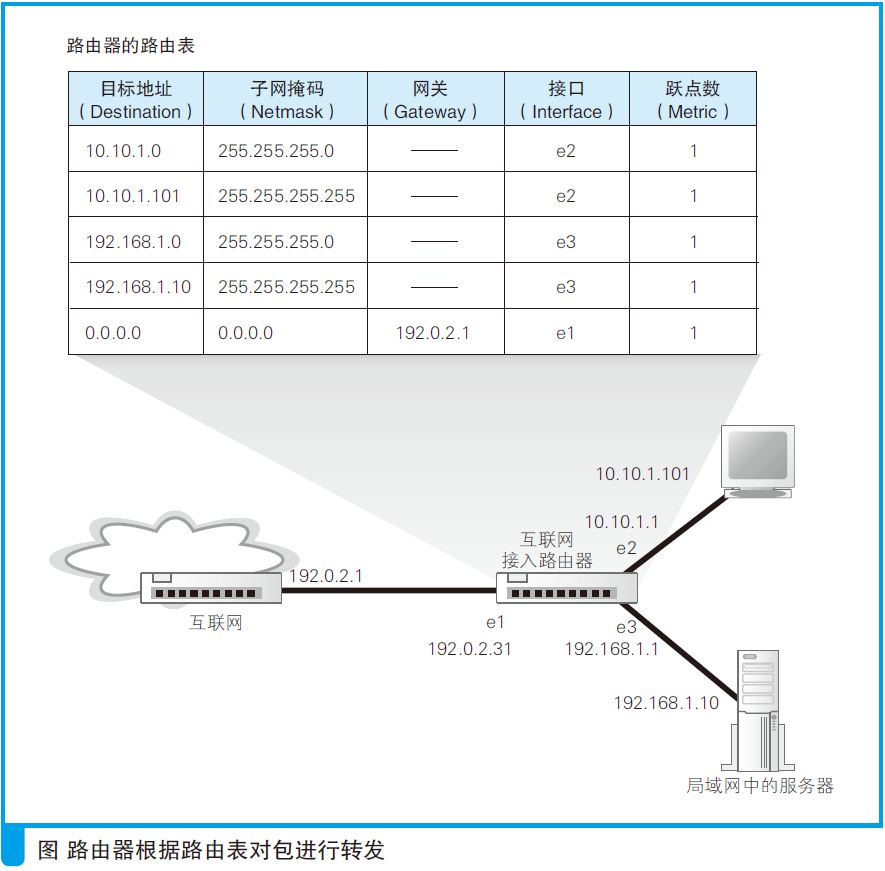 路由器的路由表
目标地址 子网掩码 网关 接口 跃点数
（Destination） （Netmask） （Gateway） （Interface） （Metric）
10.10.1.0 255.255.255.0 —— e2 1
10.10.1.101 255.255.255.255 —— e2 1
192.168.1.0 255.255.255.0 —— e3 1
192.168.1.10 255.255.255.255 —— e3 1
0.0.0.0 0.0.0.0 192.0.2.1 e1 1
10.10.1.101
10.10.1.1
互联网
接入路由器
e2
192.0.2.1
互联网
e1
192.0.2.31
e3
192.168.1.1
192.168.1.10
局域网中的服务器
图 路由器根据路由表对包进行转发